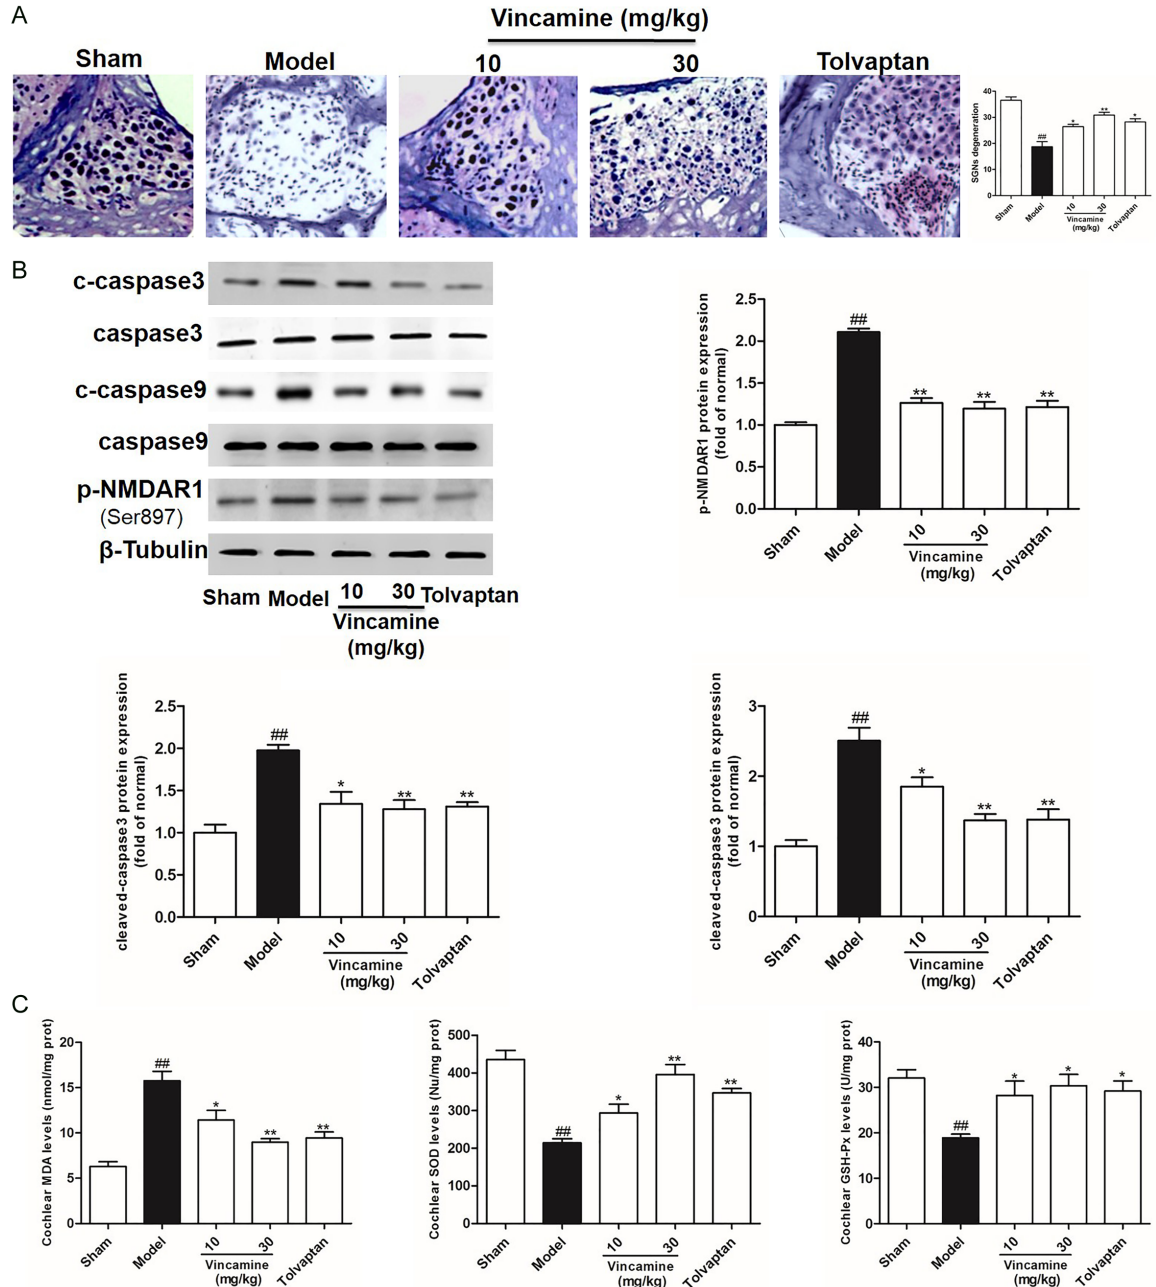 A
Vincamine (mg/kg)
Sham
Model
10
30
Tolvaptan
SGNs degeneration
40
30
20
10
0
##
*
**
*
Sham
Model
10
30
Vincamine
(mg/kg)
Tolvaptan
B
c-caspase3
caspase3
c-caspase9
caspase9
p-NMDAR1
(Ser897)
β-Tubulin
Sham
Model
10
30
Tolvaptan
Vincamine
(mg/kg)
p-NMDAR1 protein expression
(fold of normal)
2.5
2.0
1.5
1.0
0.5
0.0
##
**
**
**
Sham
Model
10
30
Vincamine
(mg/kg)
Tolvaptan
cleaved-caspase3 protein expression
(fold of normal)
2.5
2.0
1.5
1.0
0.5
0.0
##
*
**
**
Sham
Model
10
30
Vincamine
(mg/kg)
Tolvaptan
cleaved-caspase3 protein expression
(fold of normal)
3
2
1
0
##
*
**
**
Sham
Model
10
30
Vincamine
(mg/kg)
Tolvaptan
C
Cochlear MDA levels (nmol/mg prot)
20
15
10
5
0
##
*
**
**
Sham
Model
10
30
Vincamine
(mg/kg)
Tolvaptan
Cochlear SOD levels (Nu/mg prot)
500
400
300
200
100
0
##
*
**
**
Sham
Model
10
30
Vincamine
(mg/kg)
Tolvaptan
Cochlear GSH-Px levels (U/mg prot)
40
30
20
10
0
##
*
*
*
Sham
Model
10
30
Vincamine
(mg/kg)
Tolvaptan